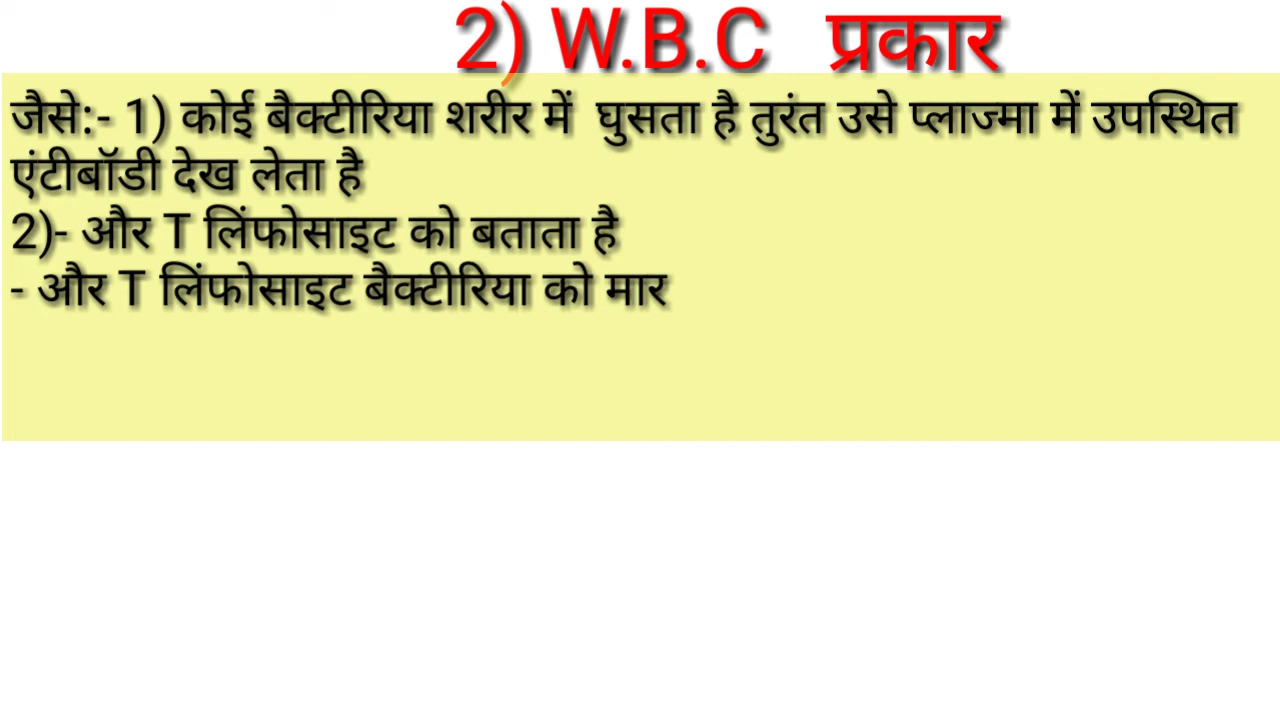 2) W.B.C प्रकार
जैसे:- 1) कोई बैक्टीरिया शरीर में घुसता है तुरंत उसे प्लाज्मा में उपस्थित
एंटीबॉडी देख लेता है
2)- और T लिंफोसाइट को बताता है
- और T लिंफोसाइट बैक्टीरिया को मार